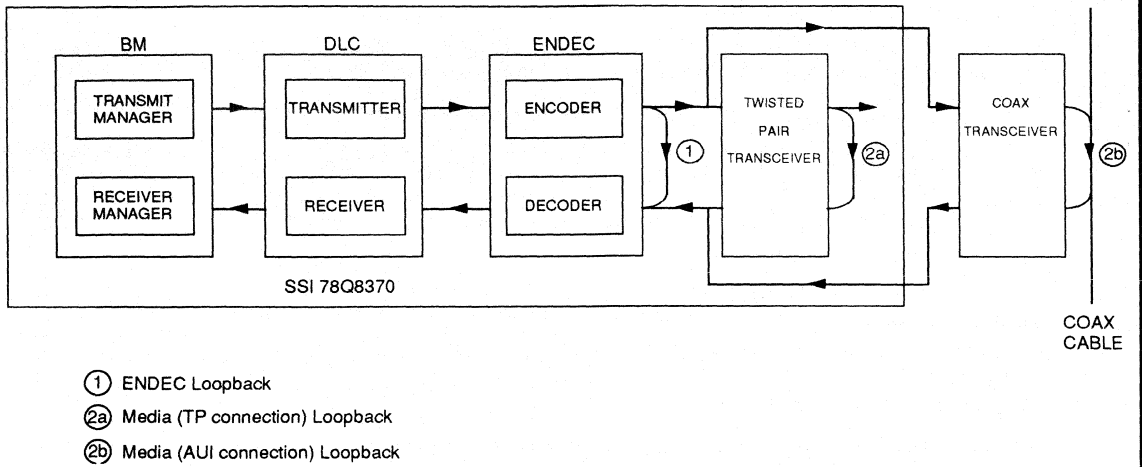 BM
DLC
ENDEC
TRANSMIT
MANAGER
TRANSMITTER
ENCODER
TWISTED
PAIR
TRANSCEIVER
COAX
TRANSCEIVER
1
2a
2b
RECEIVER
MANAGER
RECEIVER
DECODER
SSI 78Q8370
COAX
CABLE
1 ENDEC Loopback
2a Media (TP connection) Loopback
2b Media (AUI connection) Loopback